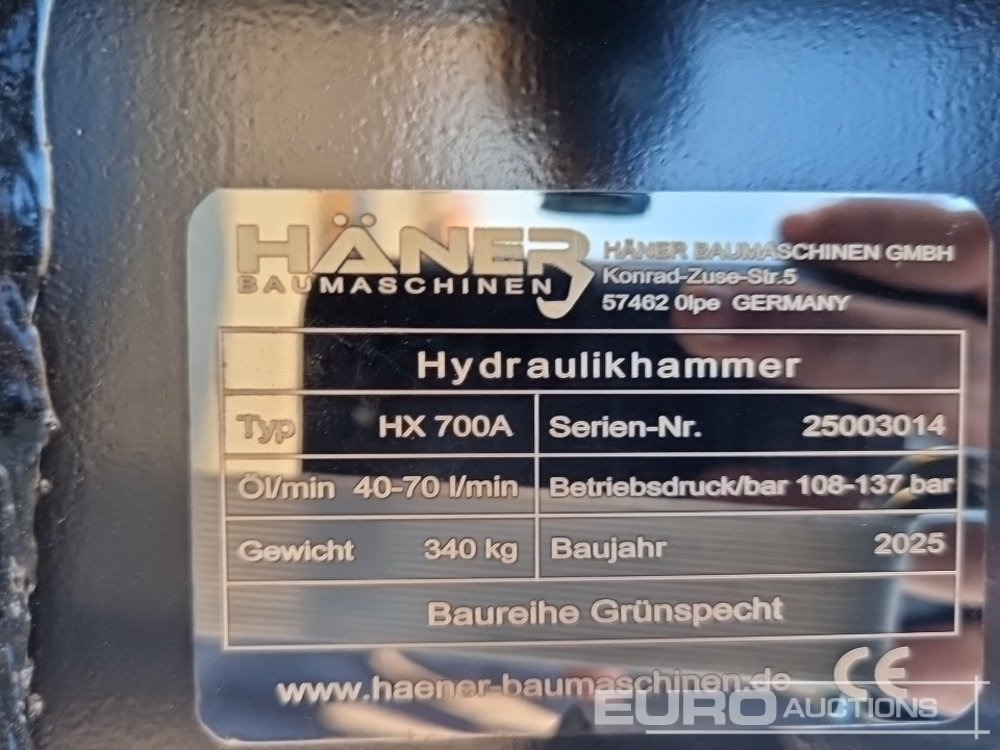 HÄNER
BAUMASCHINEN
HÄNER BAUMASCHINEN GMBH
Konrad-Zuse-Str.5
57462 Olpe GERMANY
Hydraulikhammer
Typ HX 700A Serien-Nr. 25003014
Öl/min 40-70 l/min Betriebsdruck/bar 108-137 bar
Gewicht 340 kg Baujahr 2025
Baureihe Grünspecht
www.haener-baumaschinen.de CE
EURO AUCTIONS